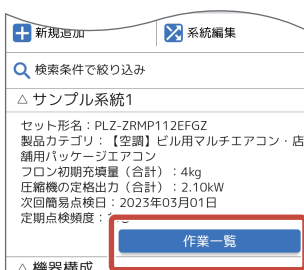 新規追加
系統編集
検索条件で絞り込み
△ サンプル系統1
セット形名：PLZ-ZRMP112EFGZ
製品カテゴリ：【空調】ビル用マルチエアコン・店
舗用パッケージエアコン
フロン初期充填量（合計）：4kg
圧縮機の定格出力（合計）：2.10kW
次回簡易点検日：2023年03月01日
定期点検頻度：
作業一覧
△ 機器構成